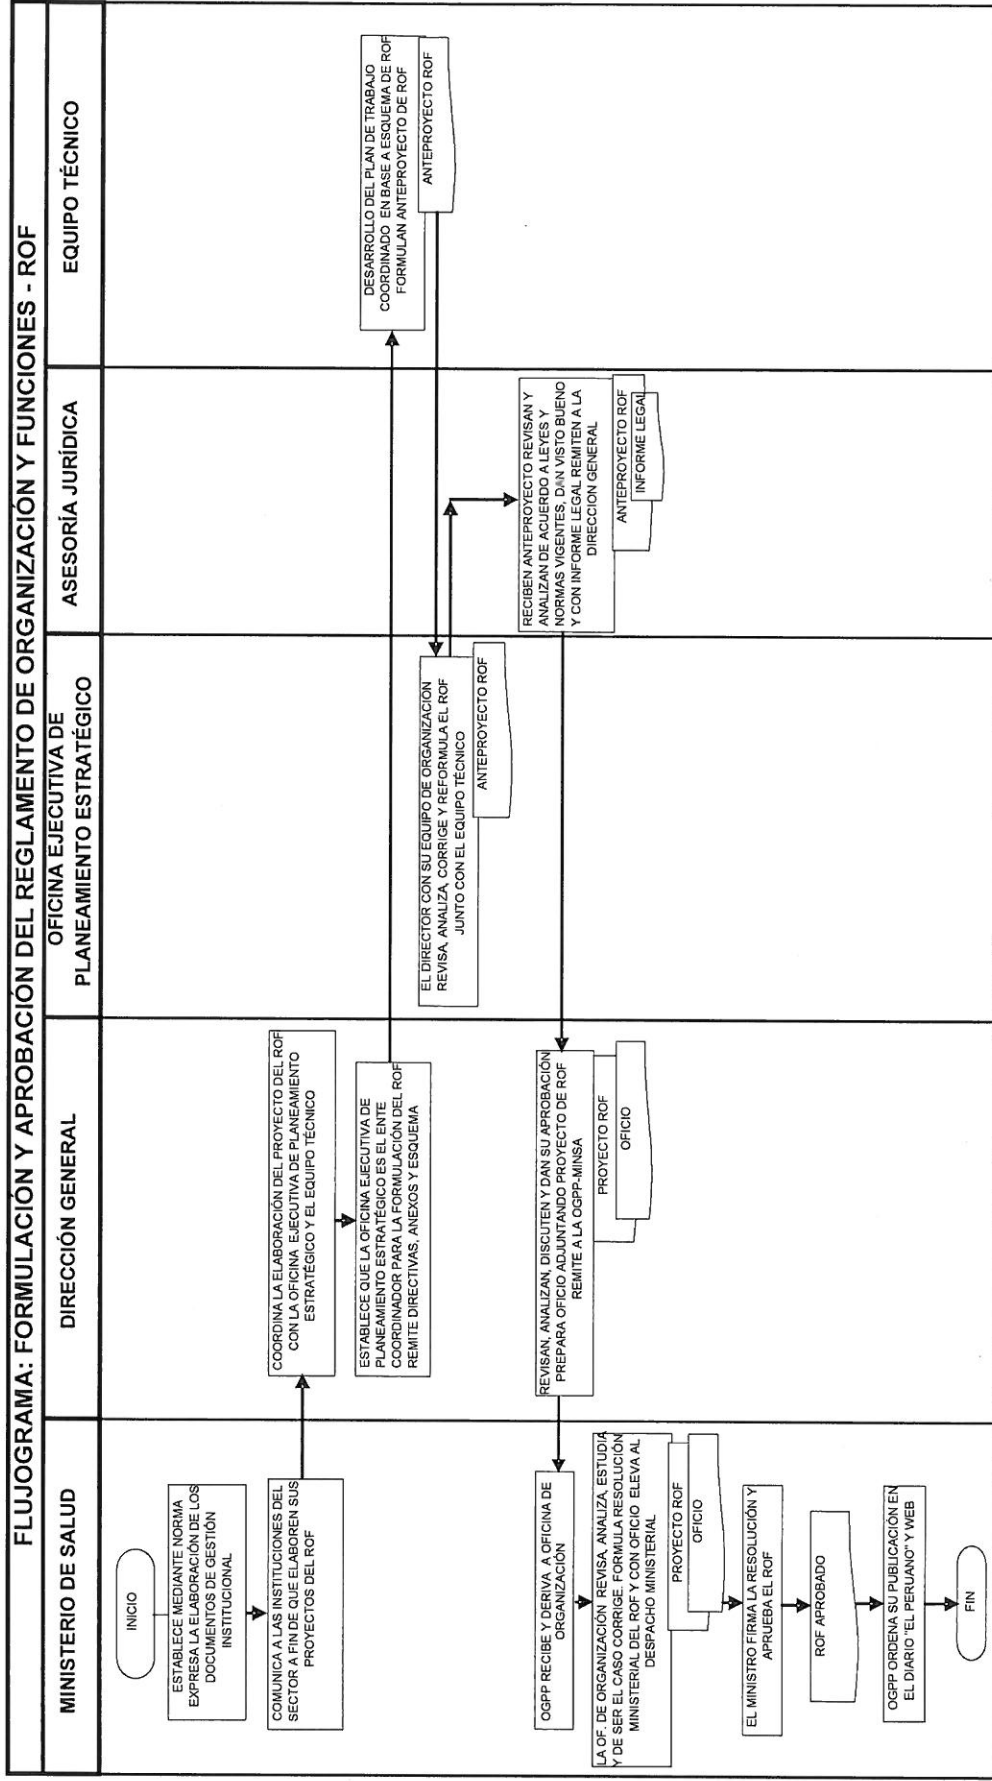 FLUJOGRAMA: FORMULACIÓN Y APROBACIÓN DEL REGLAMENTO DE ORGANIZACIÓN Y FUNCIONES - ROF
MINISTERIO DE SALUD
DIRECCIÓN GENERAL
OFICINA EJECUTIVA DE
PLANEAMIENTO ESTRATÉGICO
ASESORÍA JURÍDICA
EQUIPO TÉCNICO
INICIO
ESTABLECE MEDIANTE NORMA
EXPRESA LA ELABORACIÓN DE LOS
DOCUMENTOS DE GESTIÓN
INSTITUCIONAL
COMUNICA A LAS INSTITUCIONES DEL
SECTOR A FIN DE QUE ELABOREN SUS
PROYECTOS DEL ROF
COORDINA LA ELABORACIÓN DEL PROYECTO DEL ROF
CON LA OFICINA EJECUTIVA DE PLANEAMIENTO
ESTRATÉGICO Y EL EQUIPO TÉCNICO
ESTABLECE QUE LA OFICINA EJECUTIVA DE
PLANEAMIENTO ESTRATÉGICO ES EL ENTE
COORDINADOR PARA LA FORMULACIÓN DEL ROF
REMITE DIRECTIVAS, ANEXOS Y ESQUEMA
DESARROLLO DEL PLAN DE TRABAJO
COORDINADO EN BASE A ESQUEMA DE ROF
FORMULAN ANTEPROYECTO DE ROF
ANTEPROYECTO ROF
EL DIRECTOR CON SU EQUIPO DE ORGANIZACIÓN
REVISA, ANALIZA, CORRIGE Y REFORMULA EL ROF
JUNTO CON EL EQUIPO TÉCNICO
ANTEPROYECTO ROF
RECIBEN ANTEPROYECTO REVISAN Y
ANALIZAN DE ACUERDO A LEYES Y
NORMAS VIGENTES, DAN VISTO BUENO
Y CON INFORME LEGAL REMITEN A LA
DIRECCION GENERAL
ANTEPROYECTO ROF
INFORME LEGAL
REVISAN, ANALIZAN, DISCUTEN Y DAN SU APROBACIÓN
PREPARA OFICIO ADJUNTANDO PROYECTO DE ROF
REMITE A LA OGPP-MINSA
PROYECTO ROF
OFICIO
OGPP RECIBE Y DERIVA A OFICINA DE
ORGANIZACIÓN
LA OF. DE ORGANIZACIÓN REVISA, ANALIZA, ESTUDIA
Y DE SER EL CASO CORRIGE. FORMULA RESOLUCIÓN
MINISTERIAL DEL ROF Y CON OFICIO ELEVA AL
DESPACHO MINISTERIAL
PROYECTO ROF
OFICIO
EL MINISTRO FIRMA LA RESOLUCIÓN Y
APRUEBA EL ROF
ROF APROBADO
OGPP ORDENA SU PUBLICACIÓN EN
EL DIARIO "EL PERUANO" Y WEB
FIN